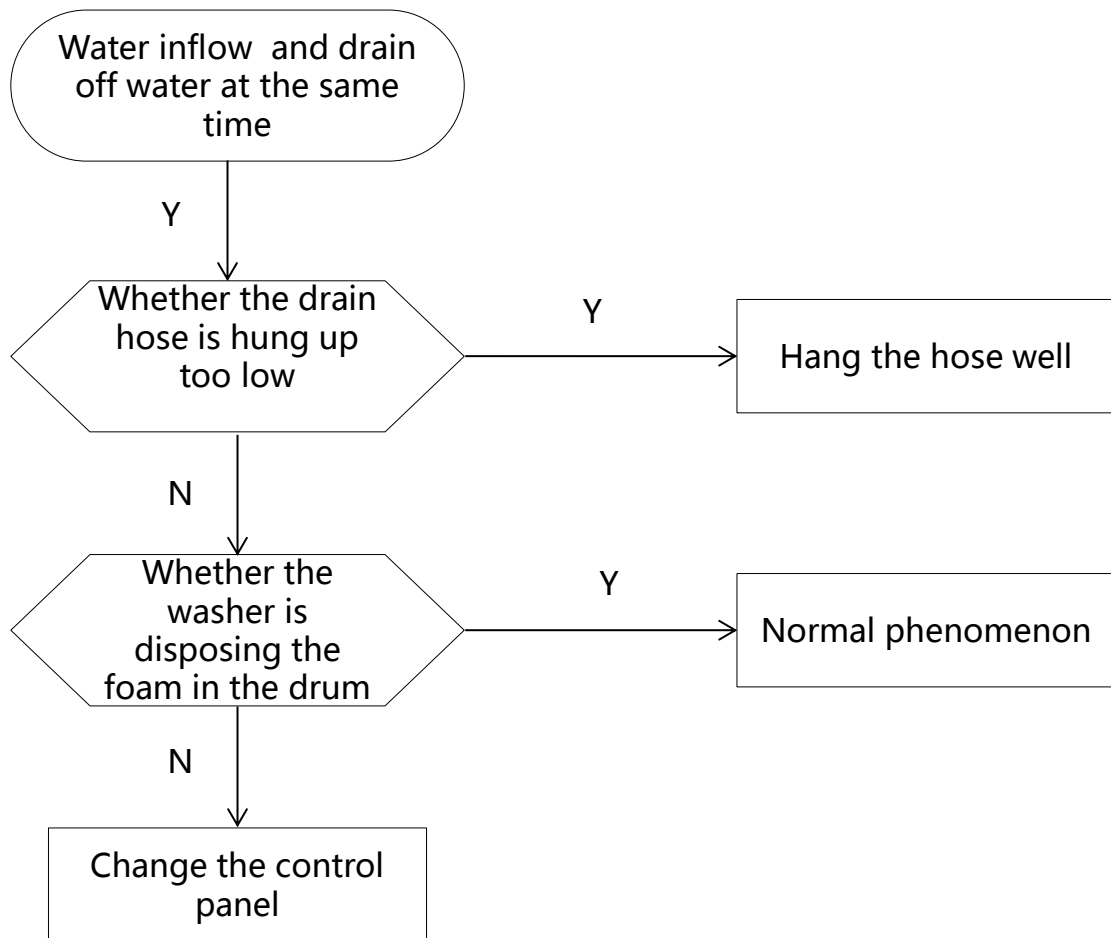 Water inflow  and drain
off water at the same
time
Y
Whether the drain
hose is hung up
too low
Y
Hang the hose well
N
Whether the
washer is
disposing the
foam in the drum
Y
Normal phenomenon
N
Change the control
panel